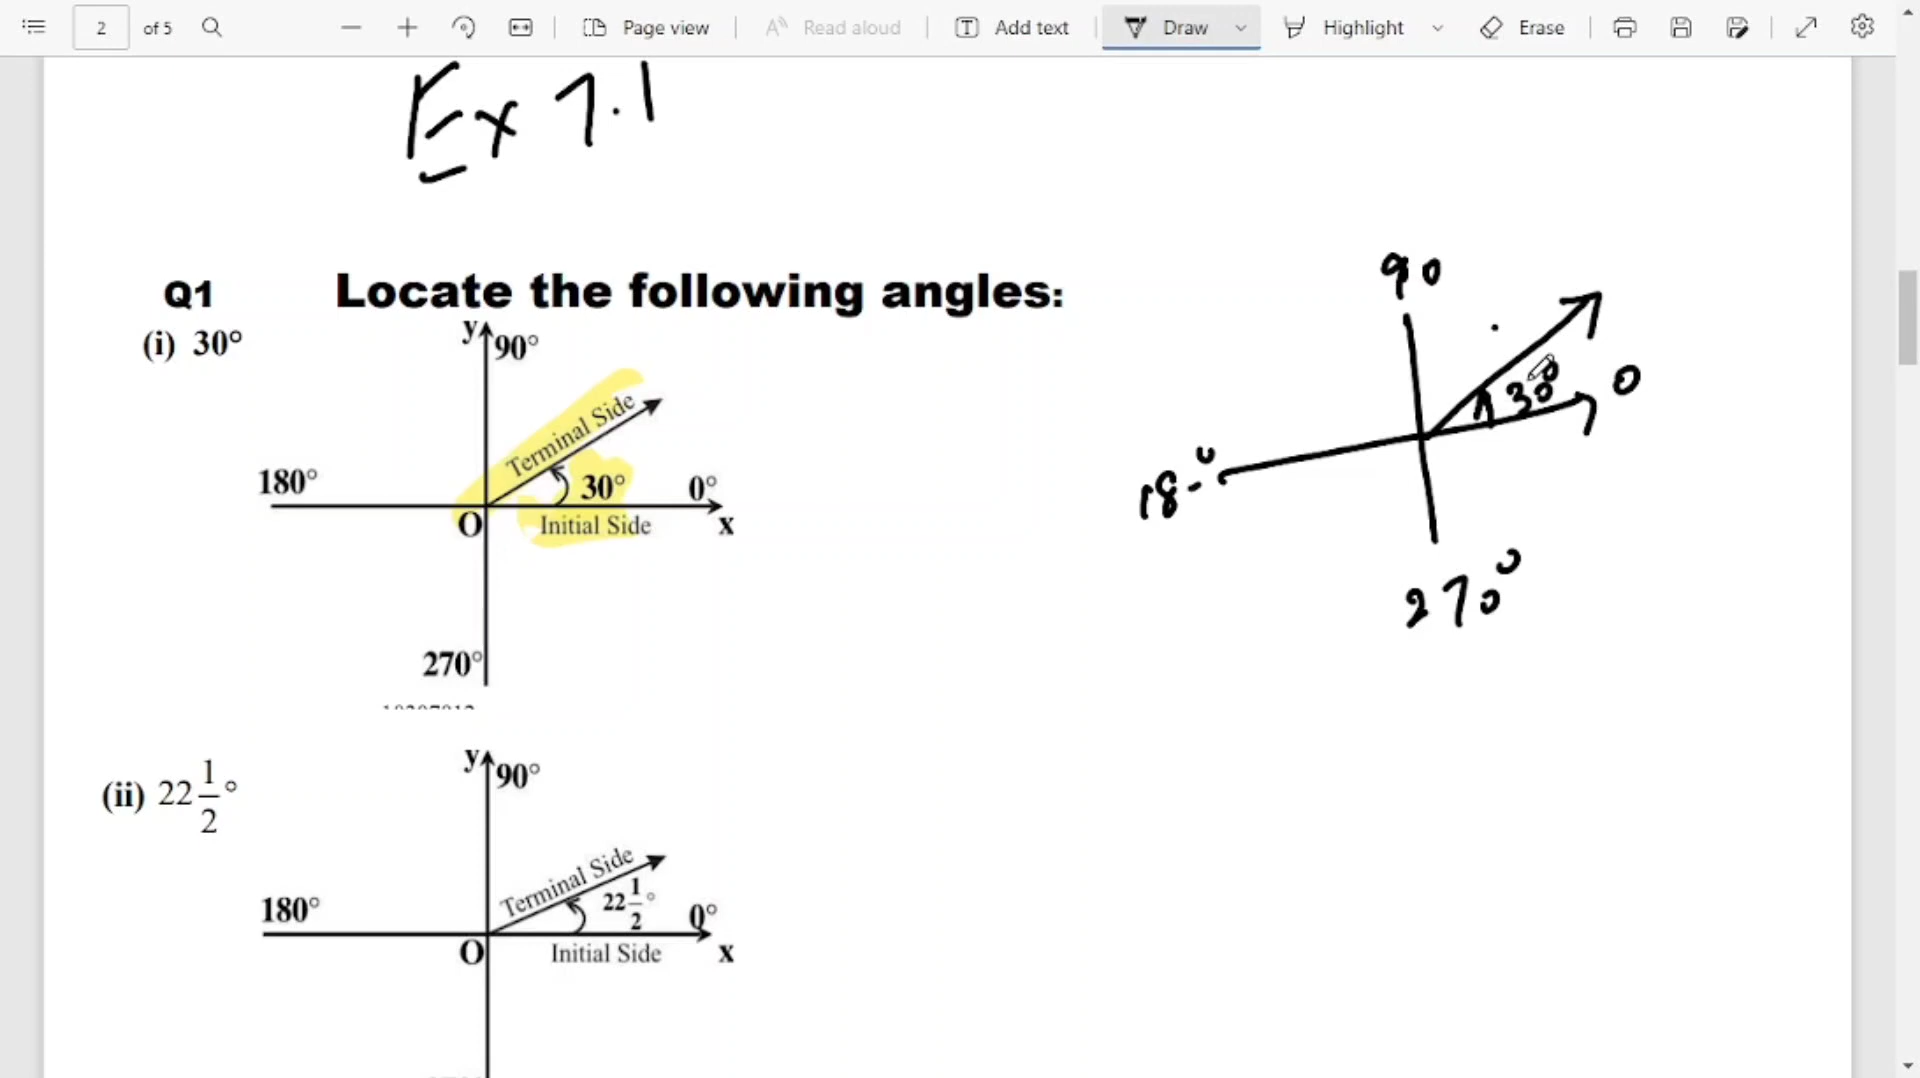 2 of 5 Page view Read aloud Add text Draw Highlight Erase
Ex 7.1
Q1 Locate the following angles:
(i) 30°
y 90°
Terminal Side
180° 30° 0°
O Initial Side x
270°
90
30° 0
180°
270°
(ii) 22 1/2 °
y 90°
Terminal Side
22 1/2 °
180° 0°
O Initial Side x